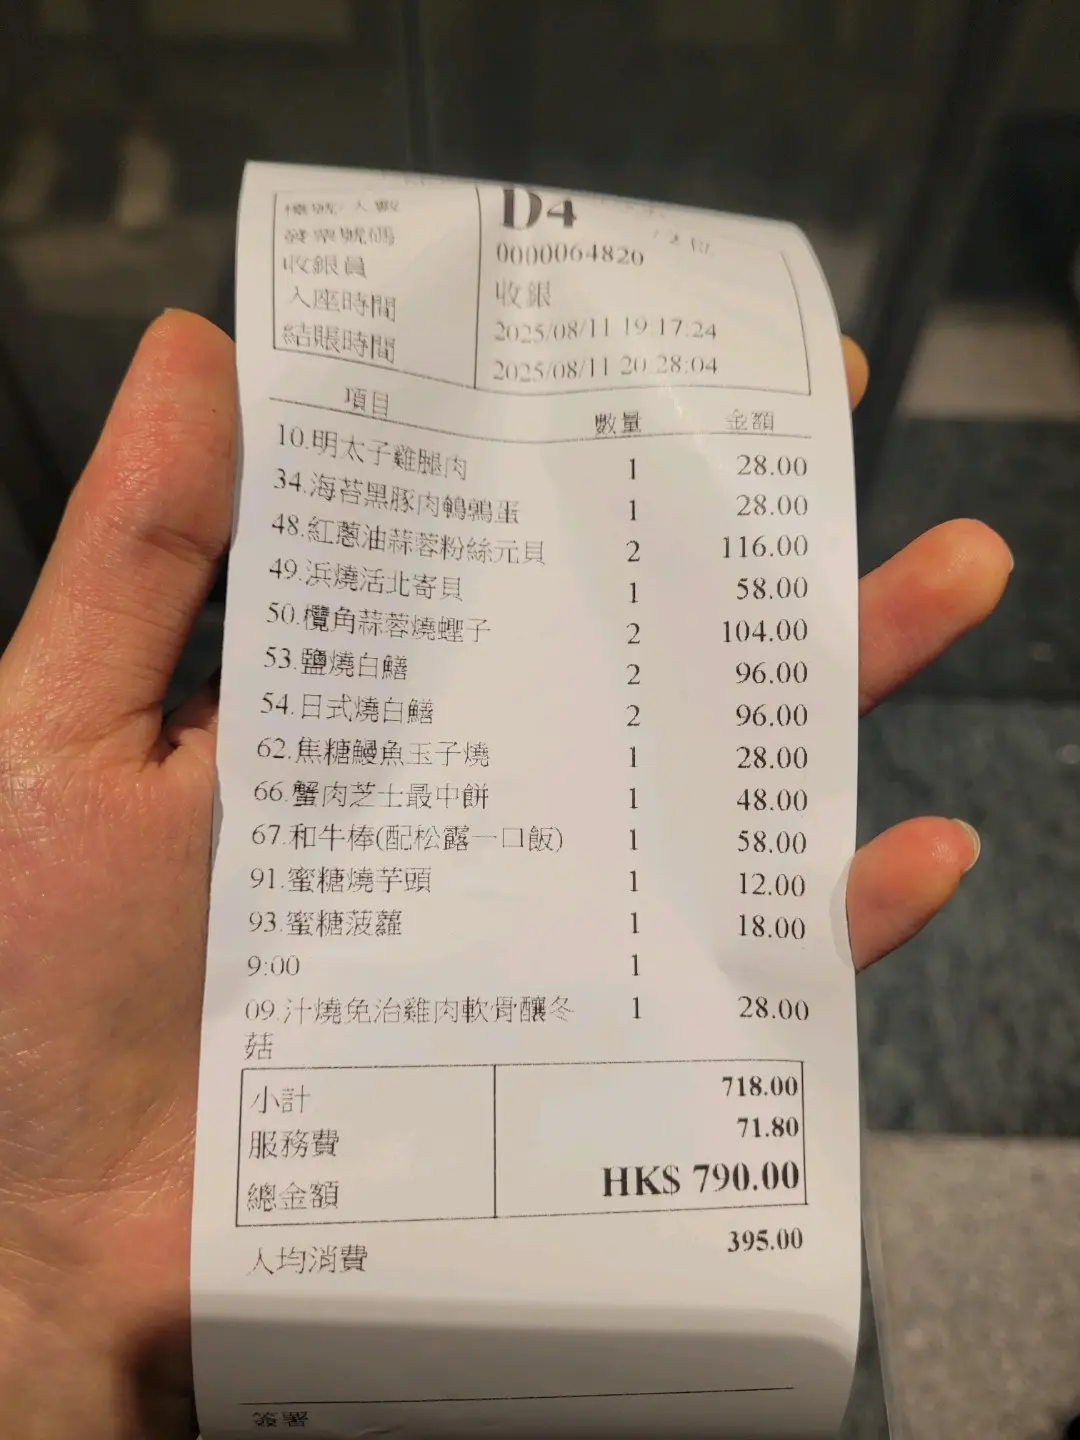 檯號/人數 D4 / 2 位
發票號碼 0000064820
收銀員 收銀
入座時間 2025/08/11 19:17:24
結賬時間 2025/08/11 20:28:04
項目 數量 金額
10.明太子雞腿肉 1 28.00
34.海苔黑豚肉鵪鶉蛋 1 28.00
48.紅蔥油蒜蓉粉絲元貝 2 116.00
49.浜燒活北寄貝 1 58.00
50.欖角蒜蓉燒蟶子 2 104.00
53.鹽燒白鱔 2 96.00
54.日式燒白鱔 2 96.00
62.焦糖鰻魚玉子燒 1 28.00
66.蟹肉芝士最中餅 1 48.00
67.和牛棒(配松露一口飯) 1 58.00
91.蜜糖燒芋頭 1 12.00
93.蜜糖菠蘿 1 18.00
9:00 1
09.汁燒免治雞肉軟骨釀冬 1 28.00
菇
小計 718.00
服務費 71.80
總金額 HK$ 790.00
人均消費 395.00
簽署